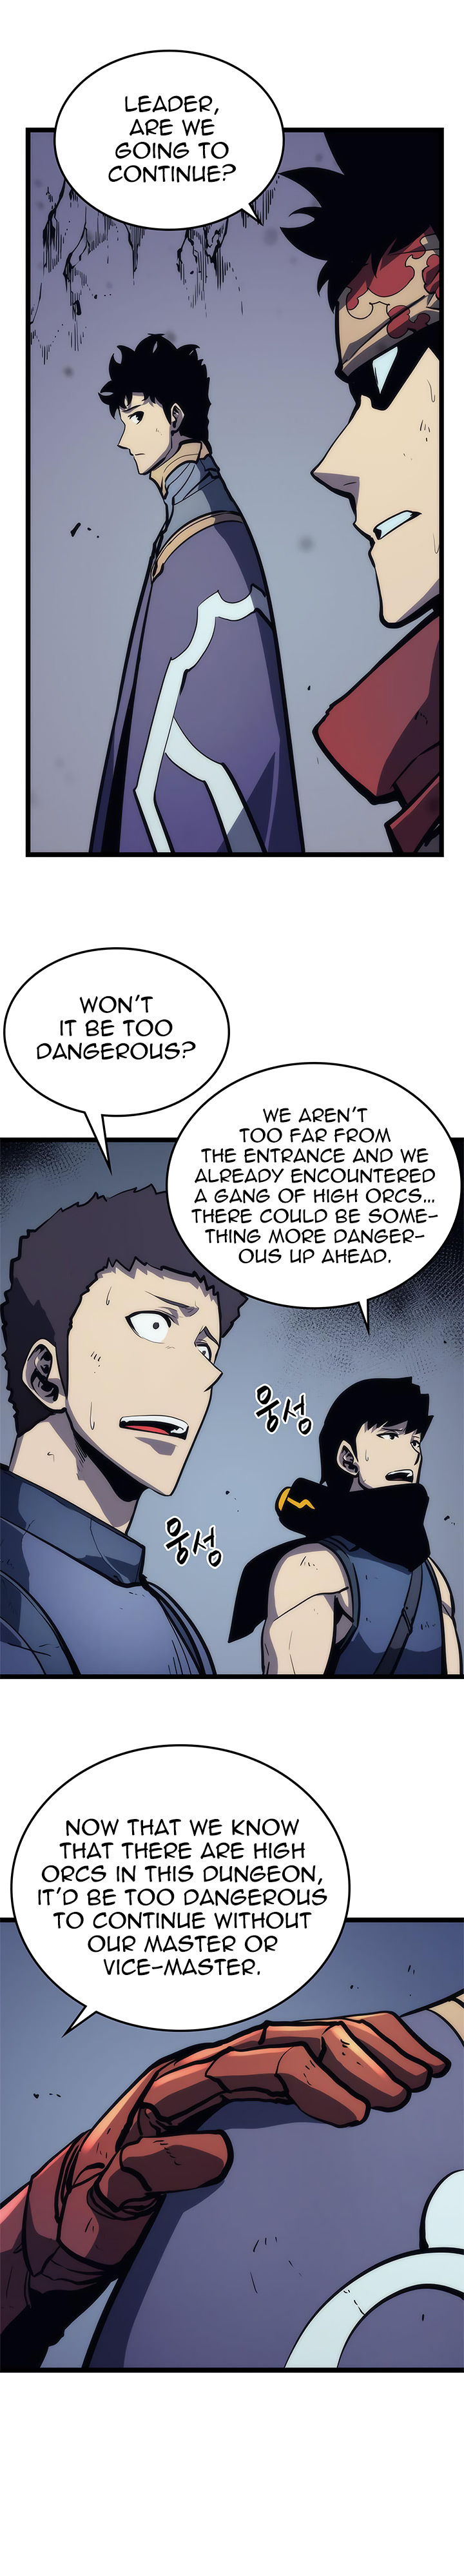 LEADER,
ARE WE
GOING TO
CONTINUE?
WON'T
IT BE TOO
DANGEROUS?
WE AREN'T
TOO FAR FROM
THE ENTRANCE AND WE
ALREADY ENCOUNTERED
A GANG OF HIGH ORCS...
THERE COULD BE SOME-
THING MORE DANGER-
OUS UP AHEAD.
웅성
웅성
NOW THAT WE KNOW
THAT THERE ARE HIGH
ORCS IN THIS DUNGEON,
IT'D BE TOO DANGEROUS
TO CONTINUE WITHOUT
OUR MASTER OR
VICE-MASTER.